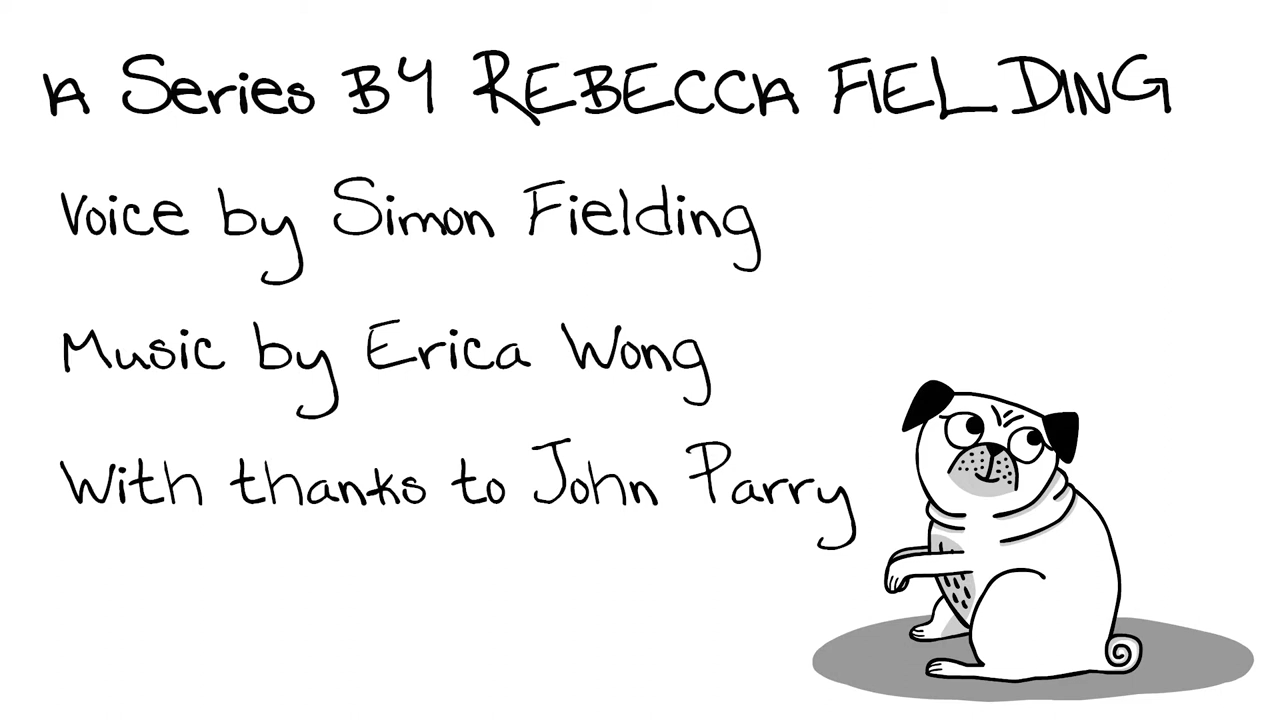 A Series BY REBECCA FIELDING
Voice by Simon Fielding
Music by Erica Wong
With thanks to John Parry